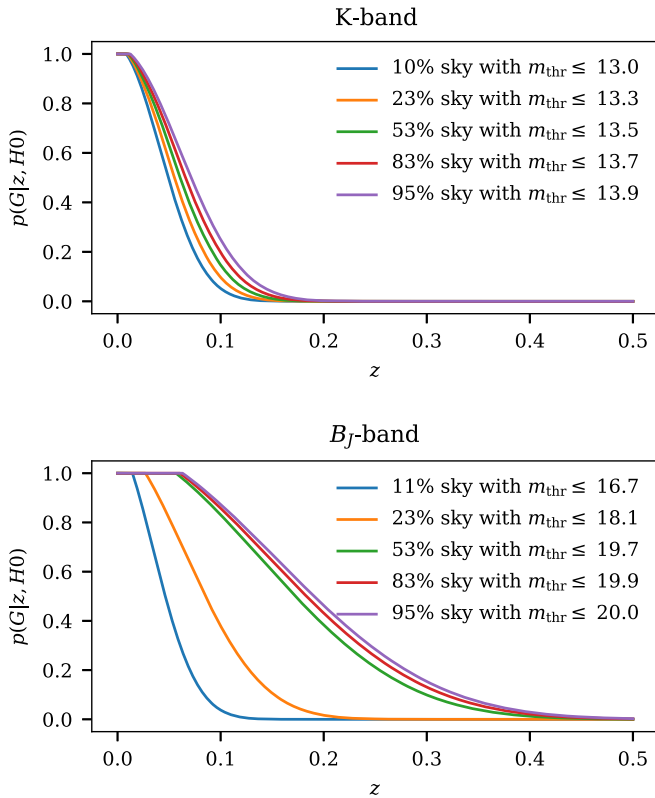 K-band
1.0
0.8
0.6
0.4
0.2
0.0
p(G|z, H0)
10% sky with m_thr ≤ 13.0
23% sky with m_thr ≤ 13.3
53% sky with m_thr ≤ 13.5
83% sky with m_thr ≤ 13.7
95% sky with m_thr ≤ 13.9
0.0 0.1 0.2 0.3 0.4 0.5
z
B_J-band
1.0
0.8
0.6
0.4
0.2
0.0
p(G|z, H0)
11% sky with m_thr ≤ 16.7
23% sky with m_thr ≤ 18.1
53% sky with m_thr ≤ 19.7
83% sky with m_thr ≤ 19.9
95% sky with m_thr ≤ 20.0
0.0 0.1 0.2 0.3 0.4 0.5
z